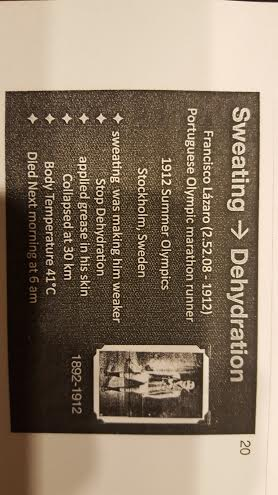 20
Sweating → Dehydration
Francisco Lázaro (2.52.08 - 1912)
Portuguese Olympic marathon runner
1912 Summer Olympics
Stockholm, Sweden
sweating was making him weaker
Stop Dehydration
applied grease in his skin
Collapsed at 30 km
Body Temperature 41°C
Died Next morning at 6 am
1892-1912